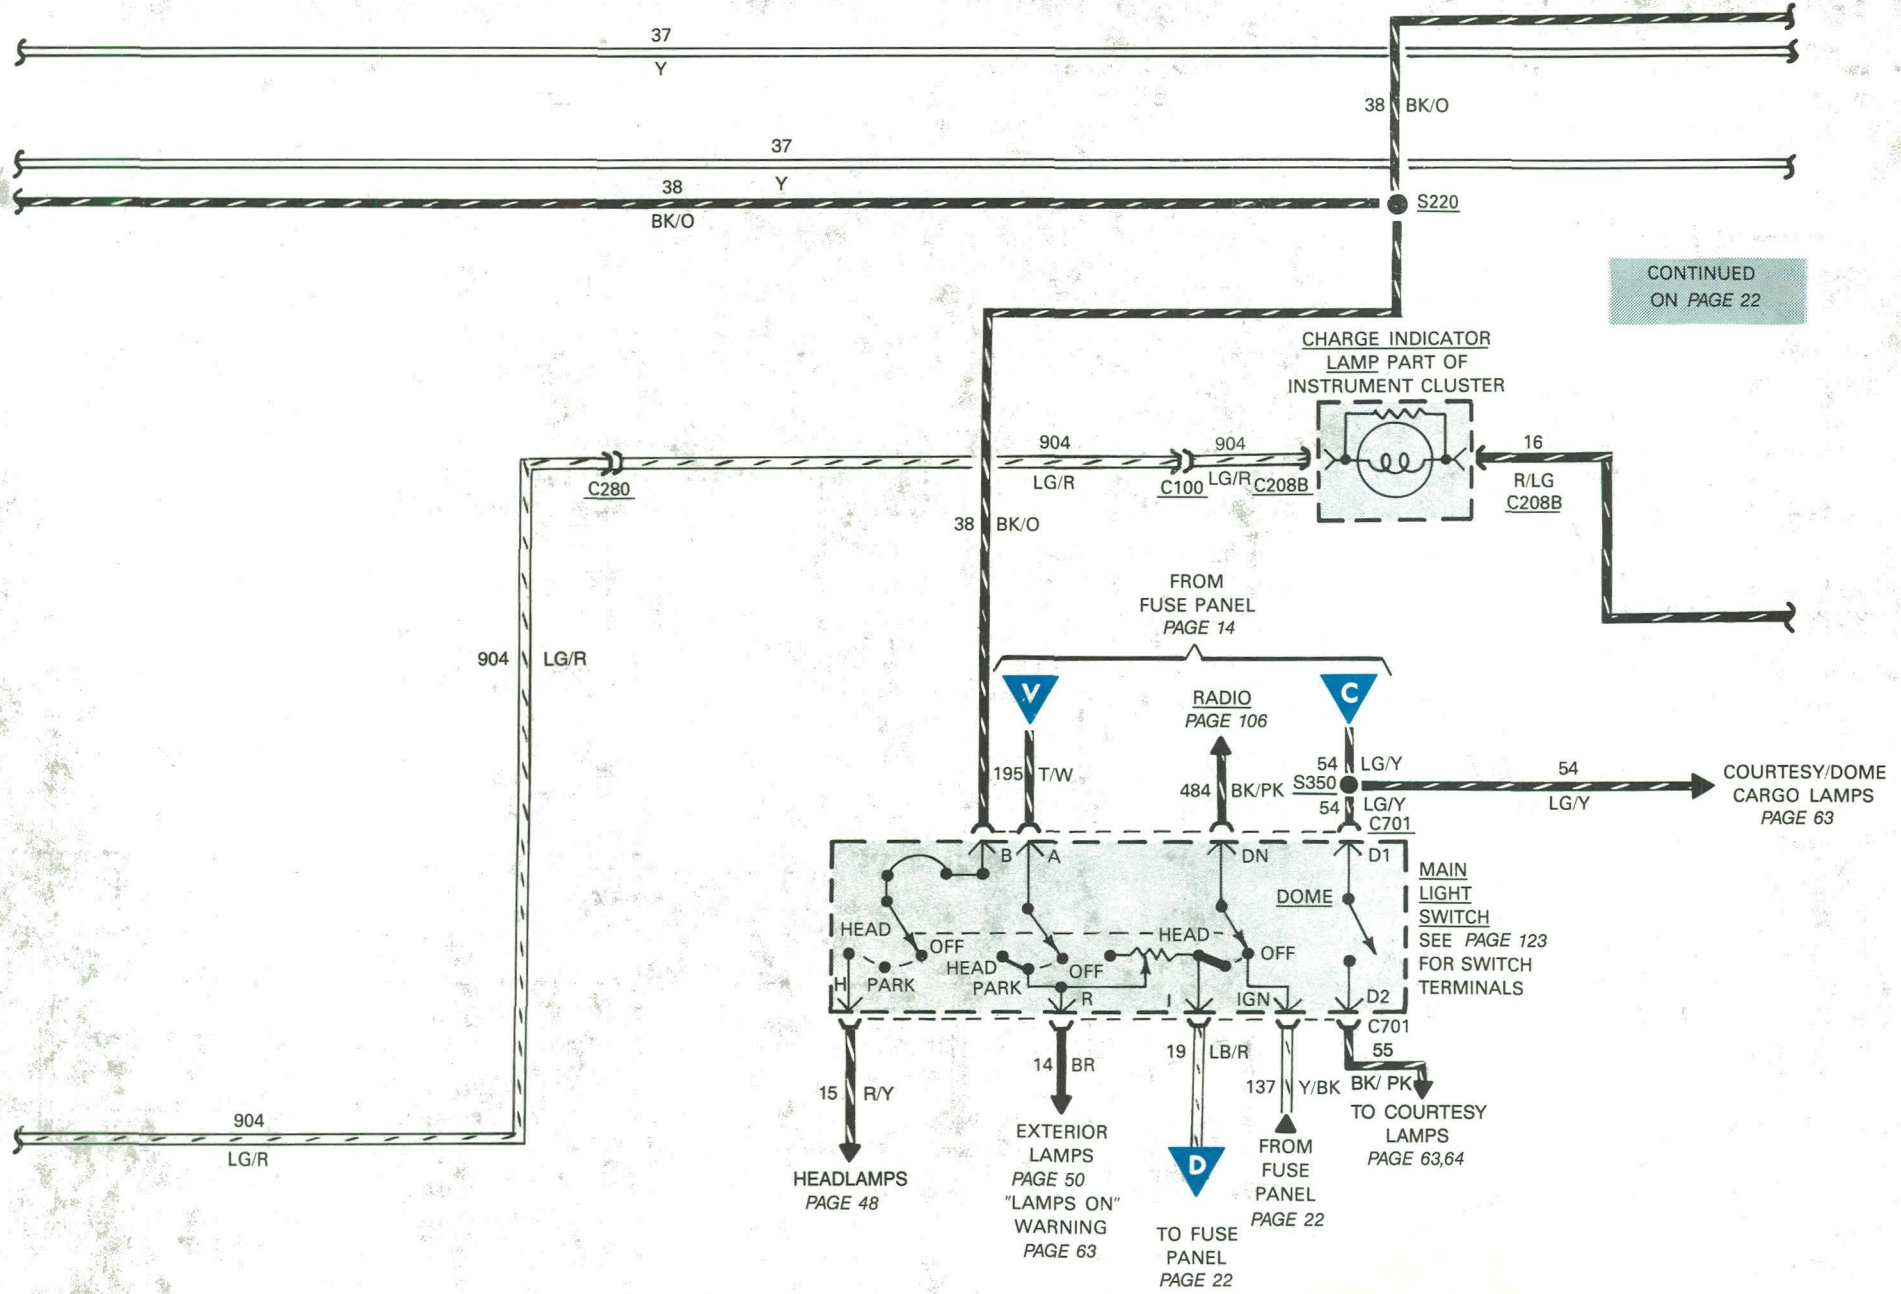 37
Y
38 BK/O
37
Y
38
BK/O
S220
CONTINUED
ON PAGE 22
CHARGE INDICATOR
LAMP PART OF
INSTRUMENT CLUSTER
904
LG/R
C280
C100
904
LG/R
C208B
16
R/LG
C208B
38 BK/O
904 LG/R
FROM
FUSE PANEL
PAGE 14
V
C
RADIO
PAGE 106
195 T/W
484 BK/PK
54 LG/Y
S350
54 LG/Y
C701
54
LG/Y
COURTESY/DOME
CARGO LAMPS
PAGE 63
B
A
DN
D1
MAIN
LIGHT
SWITCH
SEE PAGE 123
FOR SWITCH
TERMINALS
DOME
HEAD
OFF
PARK
H
HEAD
PARK
OFF
R
HEAD
OFF
I
IGN
D2
C701
904
LG/R
15 R/Y
HEADLAMPS
PAGE 48
14 BR
EXTERIOR
LAMPS
PAGE 50
"LAMPS ON"
WARNING
PAGE 63
19 LB/R
D
TO FUSE
PANEL
PAGE 22
137 Y/BK
FROM
FUSE
PANEL
PAGE 22
55
BK/ PK
TO COURTESY
LAMPS
PAGE 63,64